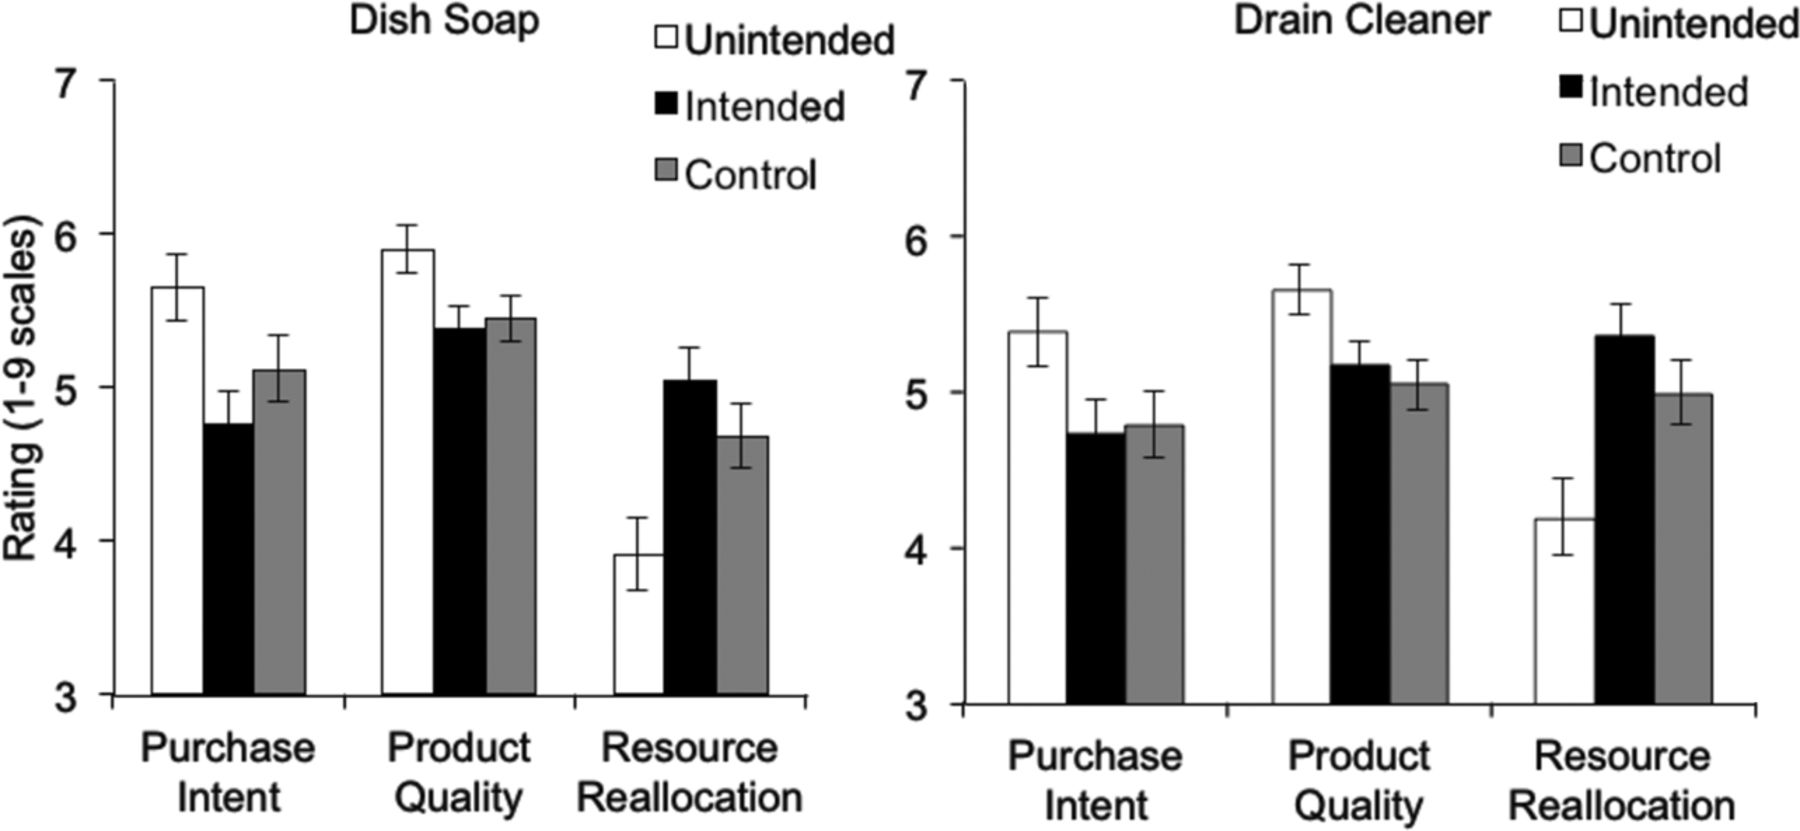 Dish Soap
Unintended
Intended
Control
Rating (1-9 scales)
7
6
5
4
3
Purchase
Intent
Product
Quality
Resource
Reallocation
Drain Cleaner
Unintended
Intended
Control
7
6
5
4
3
Purchase
Intent
Product
Quality
Resource
Reallocation